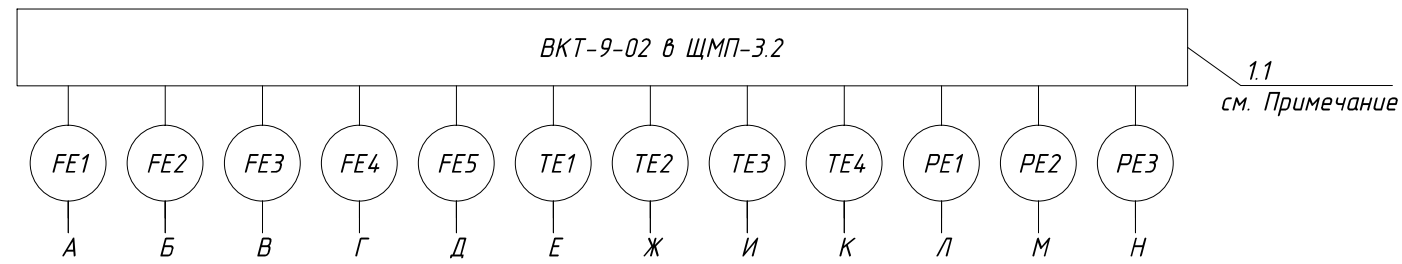 ВКТ-9-02 в ЩМП-3.2
1.1
см. Примечание
FE1 FE2 FE3 FE4 FE5 TE1 TE2 TE3 TE4 PE1 PE2 PE3
А Б В Г Д Е Ж И К Л М Н